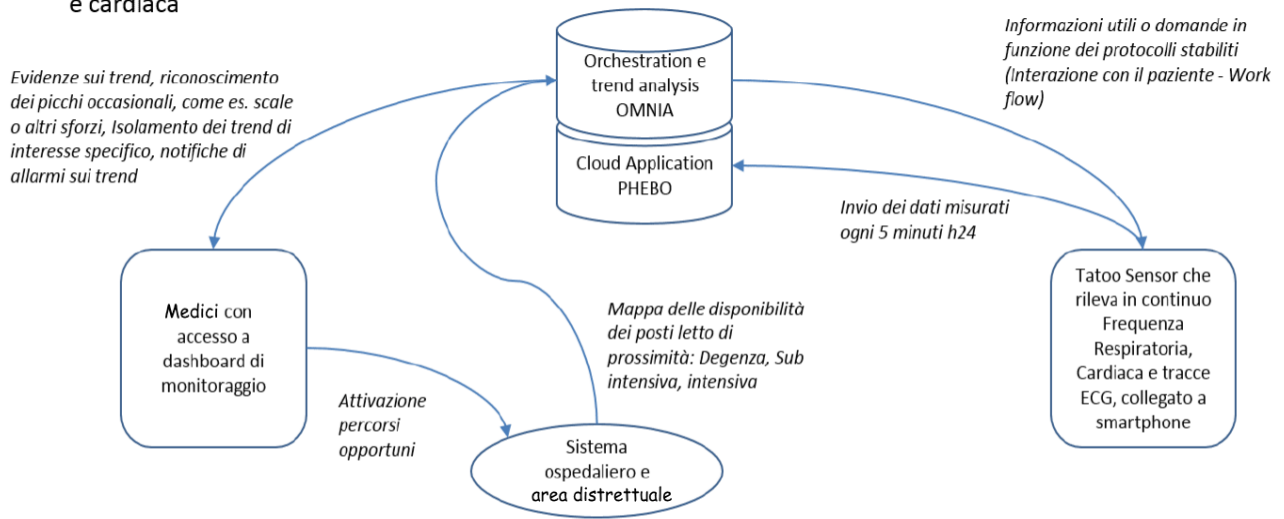 e cardiaca
Evidenze sui trend, riconoscimento
dei picchi occasionali, come es. scale
o altri sforzi, Isolamento dei trend di
interesse specifico, notifiche di
allarmi sui trend
Orchestration e
trend analysis
OMNIA
Cloud Application
PHEBO
Informazioni utili o domande in
funzione dei protocolli stabiliti
(Interazione con il paziente - Work
flow)
Invio dei dati misurati
ogni 5 minuti h24
Medici con
accesso a
dashboard di
monitoraggio
Attivazione
percorsi
opportuni
Mappa delle disponibilità
dei posti letto di
prossimità: Degenza, Sub
intensiva, intensiva
Sistema
ospedaliero e
area distrettuale
Tatoo Sensor che
rileva in continuo
Frequenza
Respiratoria,
Cardiaca e tracce
ECG, collegato a
smartphone